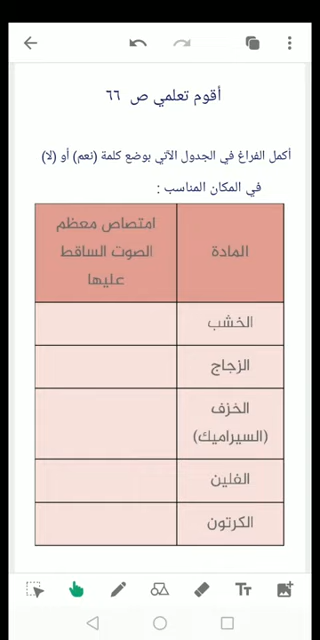 أقوم تعلمي ص ٦٦
أكمل الفراغ في الجدول الآتي بوضع كلمة (نعم) أو (لا)
في المكان المناسب :
المادة
امتصاص معظم
الصوت الساقط
عليها
الخشب
الزجاج
الخزف
(السيراميك)
الفلين
الكرتون
Tт